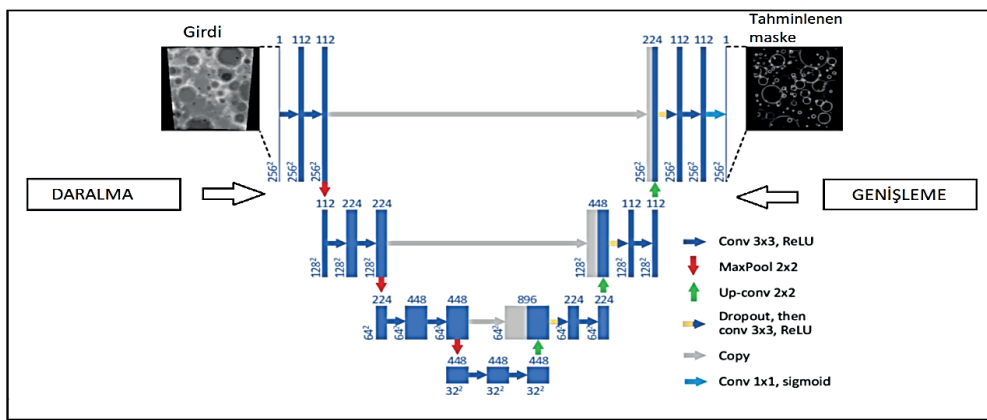 Girdi
Tahminlenen
maske
1 112 112
224 112 112 1
256² 256² 256²
256² 256² 256² 256²
DARALMA
GENİŞLEME
112 224 224
448 112 112
128² 128² 128²
128² 128² 128²
224 448 448
896 224 224
64² 64² 64²
64² 64² 64²
448 448 448
32² 32² 32²
Conv 3x3, ReLU
MaxPool 2x2
Up-conv 2x2
Dropout, then
conv 3x3, ReLU
Copy
Conv 1x1, sigmoid